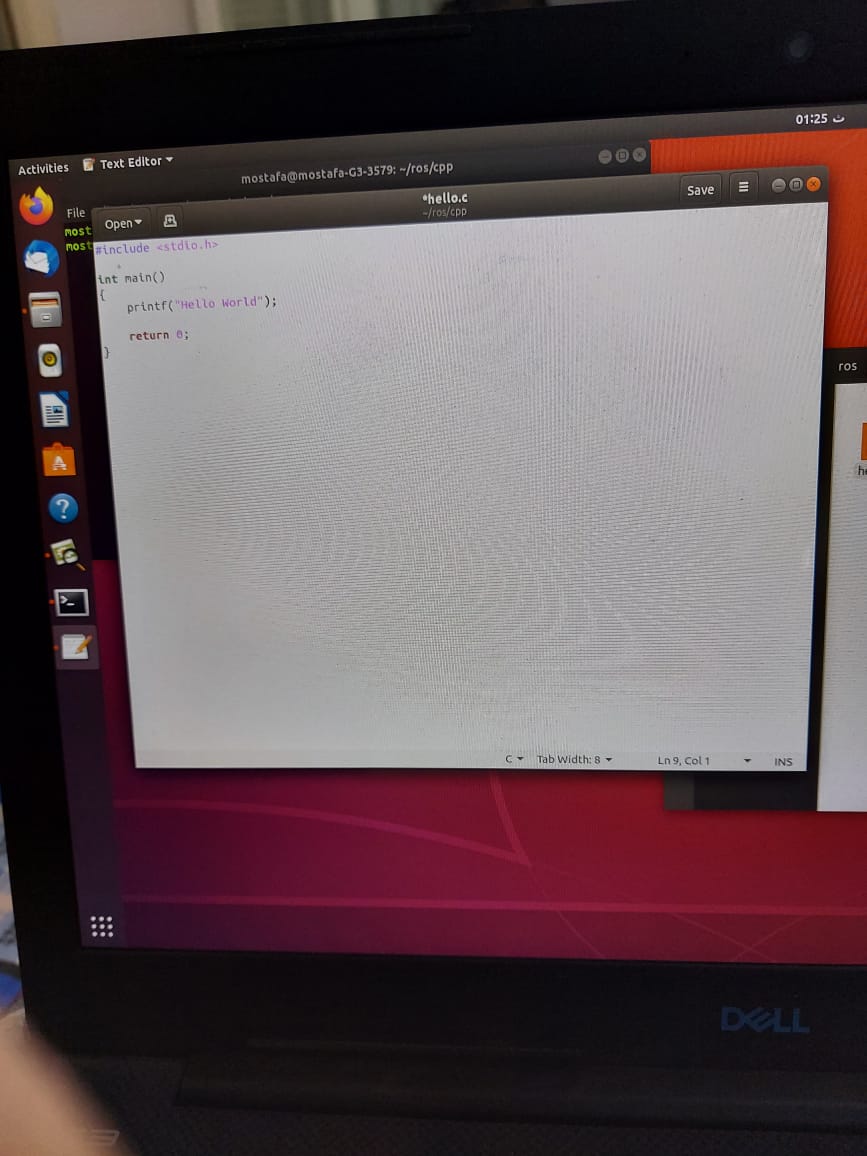 01:25 ث
Activities
Text Editor
mostafa@mostafa-G3-3579: ~/ros/cpp
File
most
most
Open
*hello.c
~/ros/cpp
Save
#include <stdio.h>
int main()
{
printf("Hello World");
return 0;
}
ros
he
C
Tab Width: 8
Ln 9, Col 1
INS
DELL